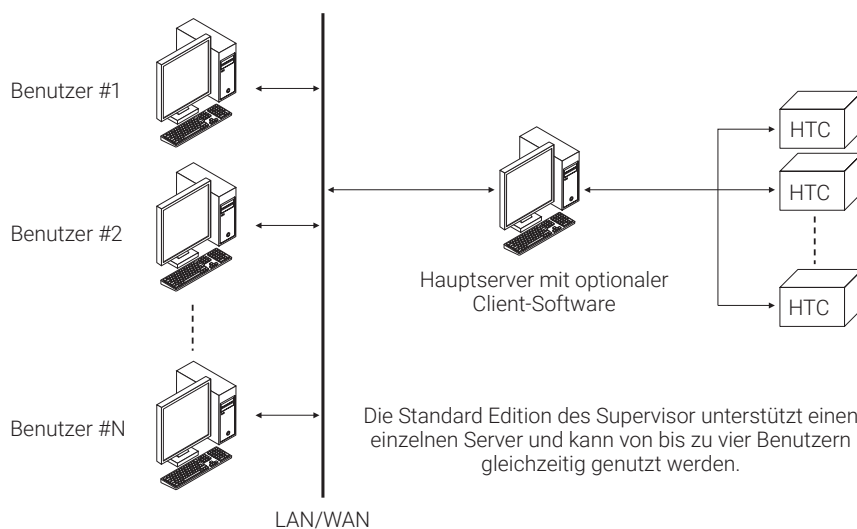 Benutzer #1
Benutzer #2
Benutzer #N
LAN/WAN
Hauptserver mit optionaler
Client-Software
HTC
HTC
HTC
Die Standard Edition des Supervisor unterstützt einen
einzelnen Server und kann von bis zu vier Benutzern
gleichzeitig genutzt werden.